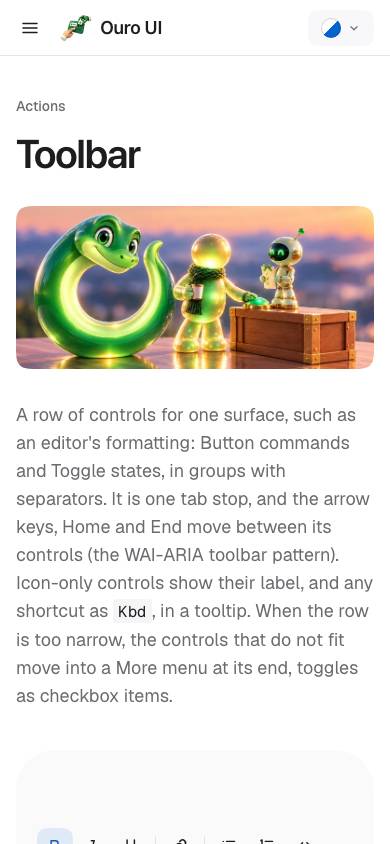 Ouro UI
Actions
Toolbar
A row of controls for one surface, such as
an editor's formatting: Button commands
and Toggle states, in groups with
separators. It is one tab stop, and the arrow
keys, Home and End move between its
controls (the WAI-ARIA toolbar pattern).
Icon-only controls show their label, and any
shortcut as Kbd, in a tooltip. When the row
is too narrow, the controls that do not fit
move into a More menu at its end, toggles
as checkbox items.